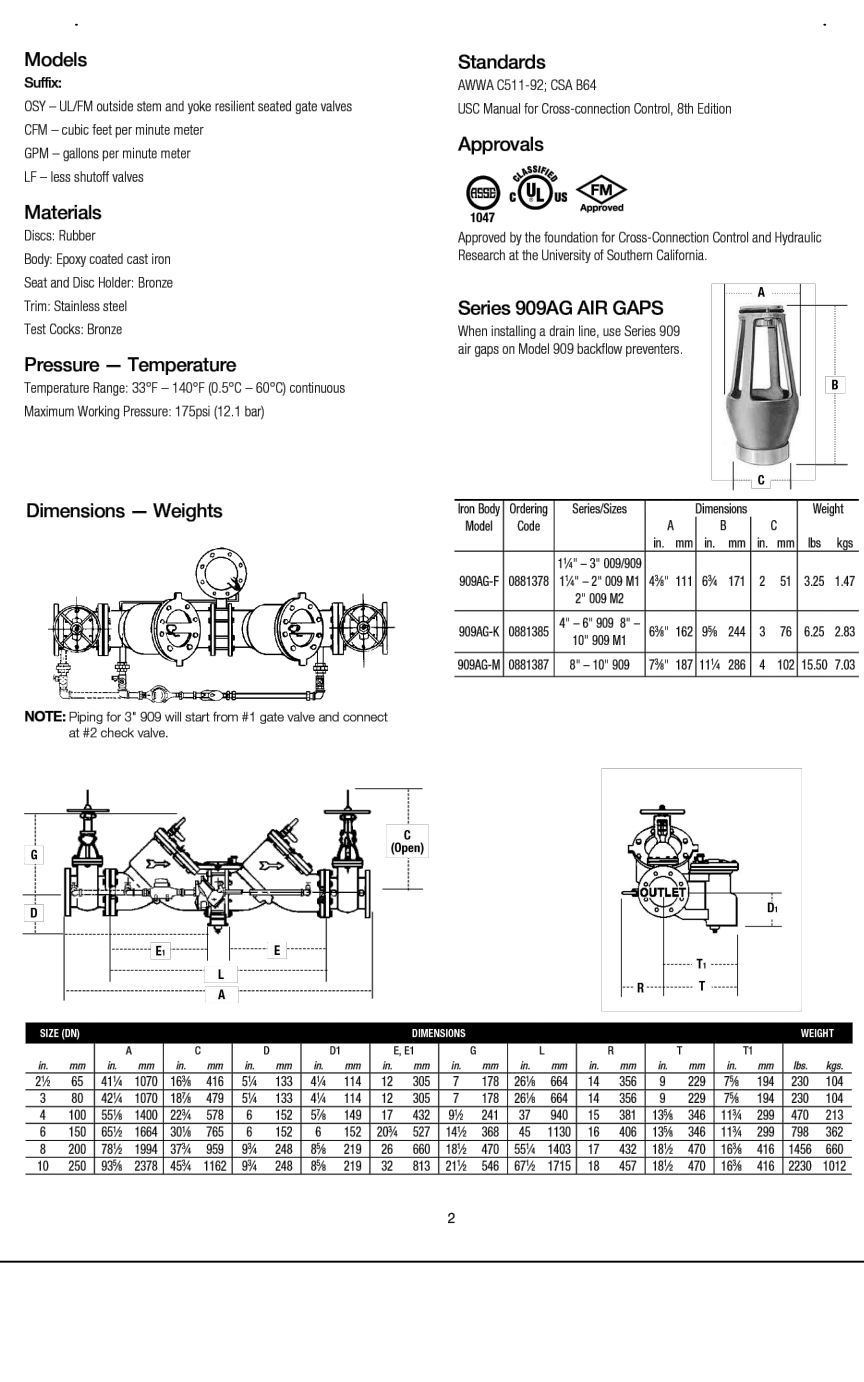 Models
Suffix:
OSY – UL/FM outside stem and yoke resilient seated gate valves
CFM – cubic feet per minute meter
GPM – gallons per minute meter
LF – less shutoff valves
Materials
Discs: Rubber
Body: Epoxy coated cast iron
Seat and Disc Holder: Bronze
Trim: Stainless steel
Test Cocks: Bronze
Pressure — Temperature
Temperature Range: 33°F – 140°F (0.5°C – 60°C) continuous
Maximum Working Pressure: 175psi (12.1 bar)
Standards
AWWA C511-92; CSA B64
USC Manual for Cross-connection Control, 8th Edition
Approvals
ASSE
1047
CLASSIFIED
C UL US
FM
Approved
Approved by the foundation for Cross-Connection Control and Hydraulic
Research at the University of Southern California.
Series 909AG AIR GAPS
When installing a drain line, use Series 909
air gaps on Model 909 backflow preventers.
A
B
C
Iron Body Ordering Series/Sizes Dimensions Weight
Model Code A B C
in. mm in. mm in. mm lbs kgs
1¼" – 3" 009/909
909AG-F 0881378 1¼" – 2" 009 M1 4⅜" 111 6¾ 171 2 51 3.25 1.47
2" 009 M2
4" – 6" 909 8" –
909AG-K 0881385 6⅜" 162 9⅝ 244 3 76 6.25 2.83
10" 909 M1
909AG-M 0881387 8" – 10" 909 7⅜" 187 11¼ 286 4 102 15.50 7.03
Dimensions — Weights
NOTE: Piping for 3" 909 will start from #1 gate valve and connect
at #2 check valve.
C
(Open)
G
D
E1
E
L
A
OUTLET
D1
T1
R
T
SIZE (DN) DIMENSIONS WEIGHT
A C D D1 E, E1 G L R T T1
in. mm in. mm in. mm in. mm in. mm in. mm in. mm in. mm in. mm in. mm in. mm lbs. kgs.
2½ 65 41¼ 1070 16⅜ 416 5¼ 133 4¼ 114 12 305 7 178 26⅛ 664 14 356 9 229 7⅝ 194 230 104
3 80 42¼ 1070 18⅞ 479 5¼ 133 4¼ 114 12 305 7 178 26⅛ 664 14 356 9 229 7⅝ 194 230 104
4 100 55⅛ 1400 22¾ 578 6 152 5⅞ 149 17 432 9½ 241 37 940 15 381 13⅝ 346 11¾ 299 470 213
6 150 65½ 1664 30⅛ 765 6 152 6 152 20¾ 527 14½ 368 45 1130 16 406 13⅝ 346 11¾ 299 798 362
8 200 78½ 1994 37¾ 959 9¾ 248 8⅝ 219 26 660 18½ 470 55¼ 1403 17 432 18½ 470 16⅜ 416 1456 660
10 250 93⅝ 2378 45¾ 1162 9¾ 248 8⅝ 219 32 813 21½ 546 67½ 1715 18 457 18½ 470 16⅜ 416 2230 1012
2